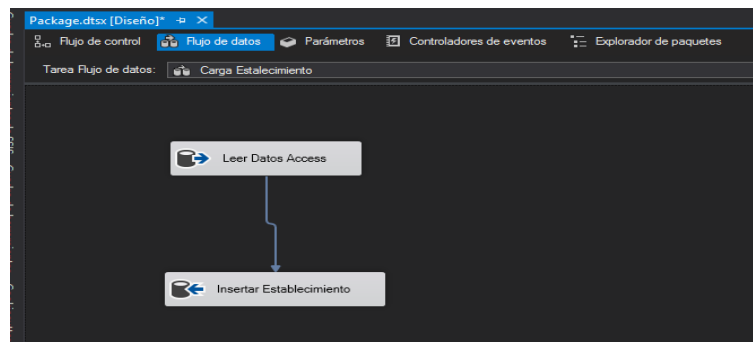 Package.dtsx [Diseño]*
Flujo de control Flujo de datos Parámetros Controladores de eventos Explorador de paquetes
Tarea Flujo de datos: Carga Estalecimiento
Leer Datos Access
Insertar Establecimiento